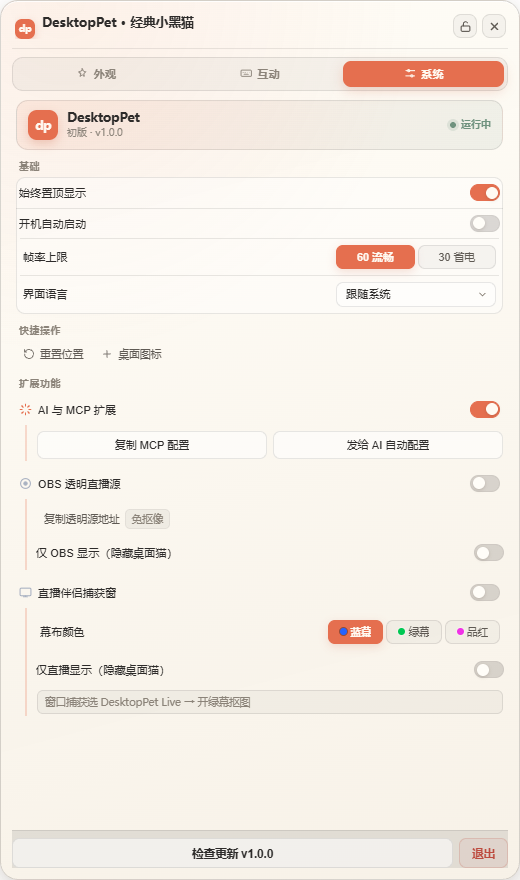 dp DesktopPet • 经典小黑猫
外观 互动 系统
dp DesktopPet
初版 · v1.0.0
运行中
基础
始终置顶显示
开机自动启动
帧率上限 60 流畅 30 省电
界面语言 跟随系统
快捷操作
重置位置 桌面图标
扩展功能
AI 与 MCP 扩展
复制 MCP 配置 发给 AI 自动配置
OBS 透明直播源
复制透明源地址 免抠像
仅 OBS 显示（隐藏桌面猫）
直播伴侣捕获窗
幕布颜色 蓝幕 绿幕 品红
仅直播显示（隐藏桌面猫）
窗口捕获选 DesktopPet Live → 开绿幕抠图
检查更新 v1.0.0 退出